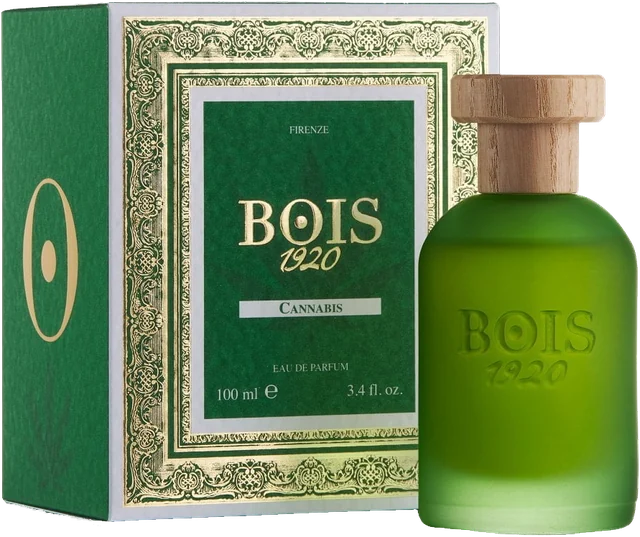 FIRENZE
BOIS
1920
CANNABIS
EAU DE PARFUM
100 ml ℮ 3.4 fl. oz.
BOIS
1920